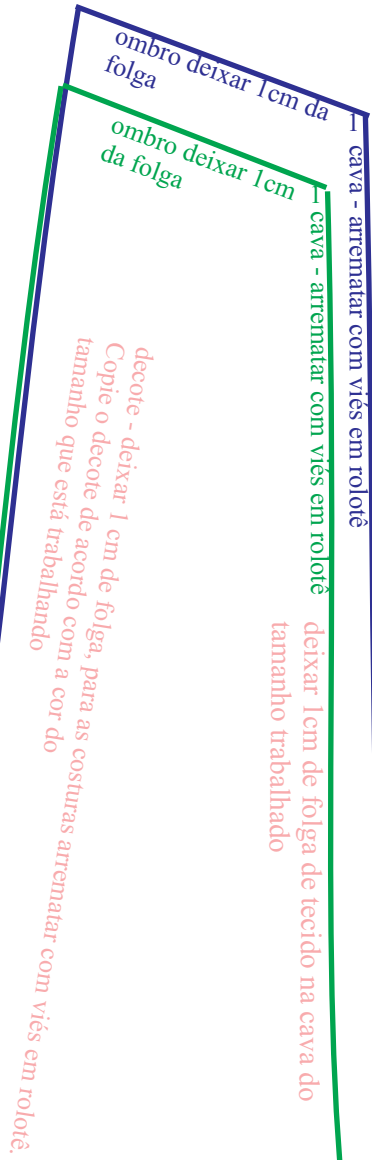 ombro deixar 1cm da
folga
1
cava - arrematar com viés em rolotê
ombro deixar 1cm
da folga
1
cava - arrematar com viés em rolotê
decote - deixar 1 cm de folga, para as costuras arrematar com viés em rolotê.
Copie o decote de acordo com a cor do
tamanho que está trabalhando
deixar 1cm de folga de tecido na cava do
tamanho trabalhado